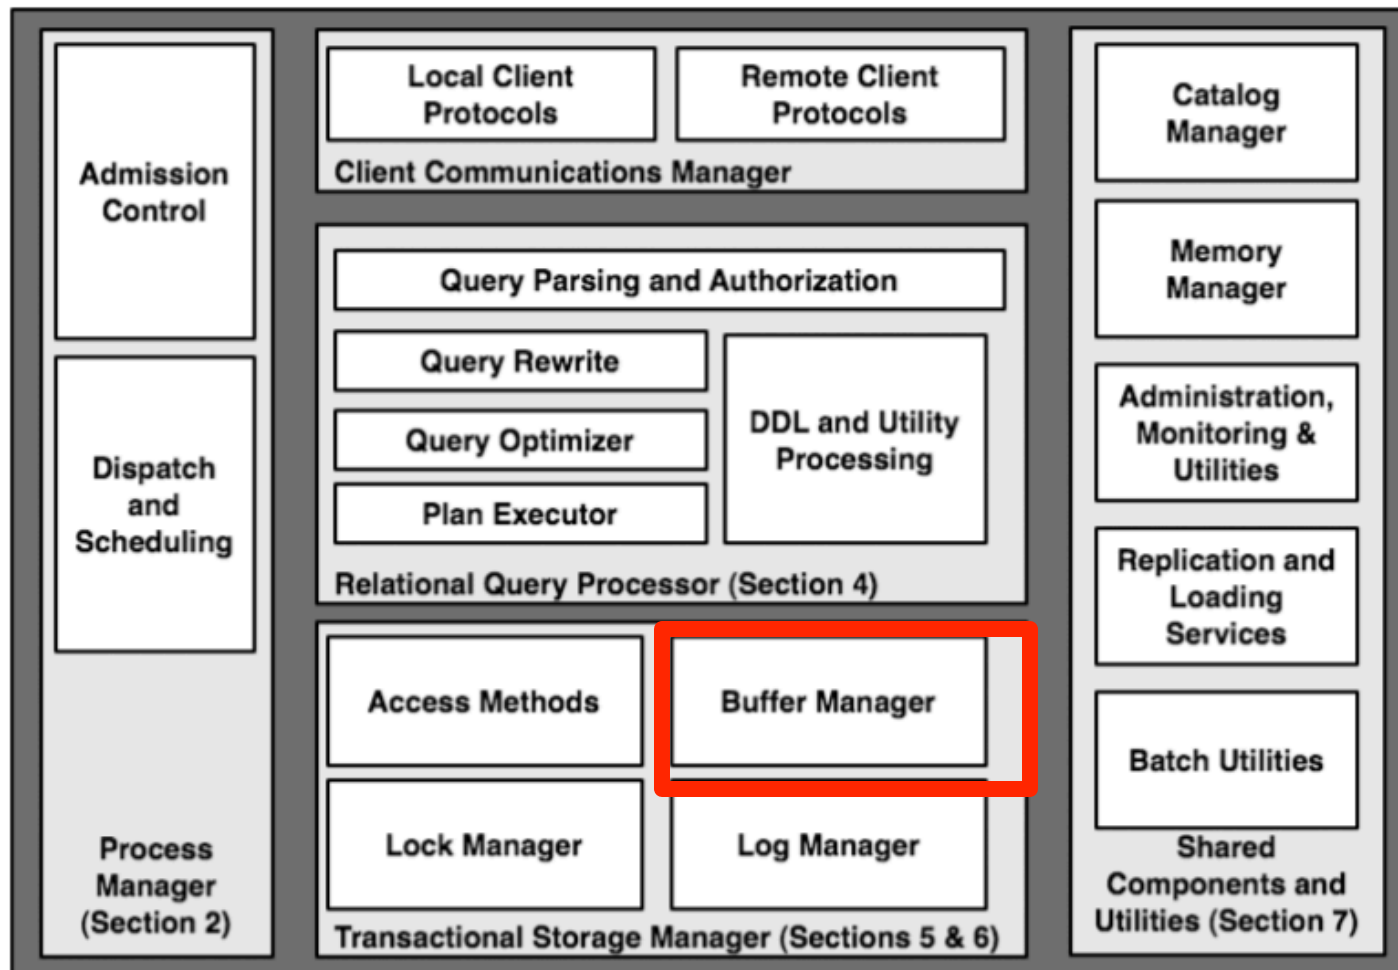 Admission
Control
Dispatch
and
Scheduling
Process
Manager
(Section 2)
Local Client
Protocols
Remote Client
Protocols
Client Communications Manager
Query Parsing and Authorization
Query Rewrite
Query Optimizer
Plan Executor
DDL and Utility
Processing
Relational Query Processor (Section 4)
Access Methods
Buffer Manager
Lock Manager
Log Manager
Transactional Storage Manager (Sections 5 & 6)
Catalog
Manager
Memory
Manager
Administration,
Monitoring &
Utilities
Replication and
Loading
Services
Batch Utilities
Shared
Components and
Utilities (Section 7)